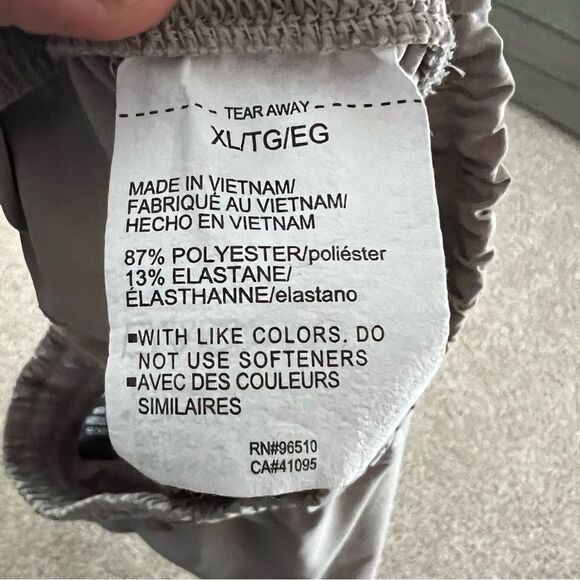 TEAR AWAY
XL/TG/EG
MADE IN VIETNAM/
FABRIQUÉ AU VIETNAM/
HECHO EN VIETNAM
87% POLYESTER/poliéster
13% ELASTANE/
ÉLASTHANNE/elastano
▪WITH LIKE COLORS. DO
NOT USE SOFTENERS
▪AVEC DES COULEURS
SIMILAIRES
RN#96510
CA#41095